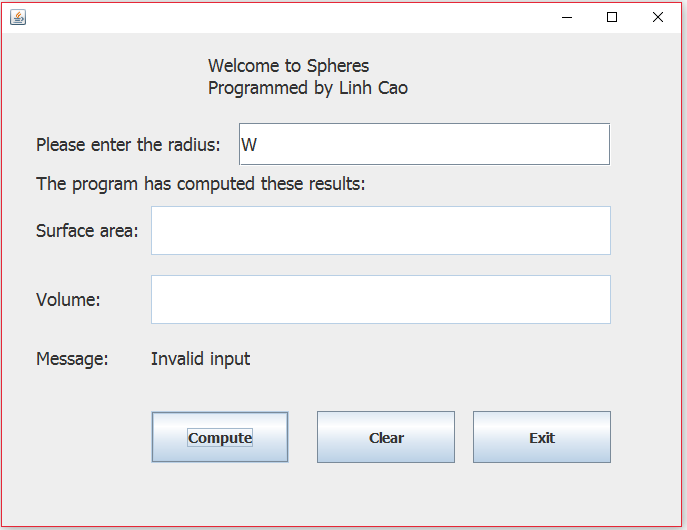 Welcome to Spheres
Programmed by Linh Cao
Please enter the radius: W
The program has computed these results:
Surface area:
Volume:
Message: Invalid input
Compute Clear Exit